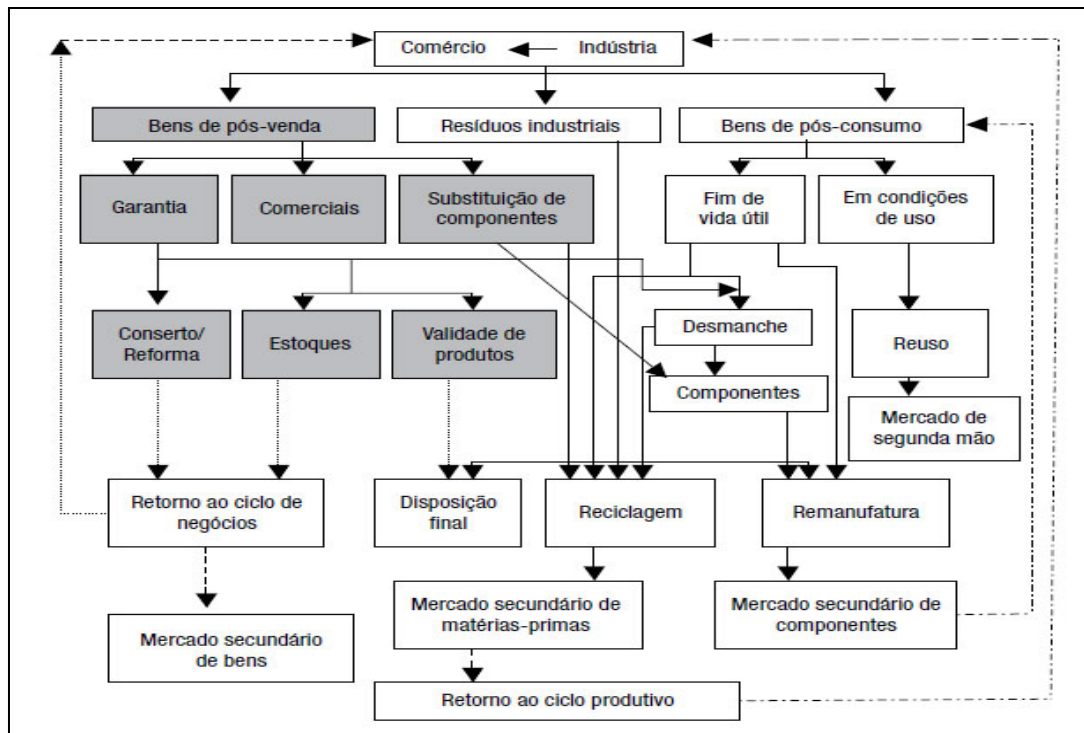 Comércio Indústria
Bens de pós-venda
Resíduos industriais
Bens de pós-consumo
Garantia
Comerciais
Substituição de
componentes
Fim de
vida útil
Em condições
de uso
Conserto/
Reforma
Estoques
Validade de
produtos
Desmanche
Reuso
Componentes
Mercado de
segunda mão
Retorno ao ciclo de
negócios
Disposição
final
Reciclagem
Remanufatura
Mercado secundário
de bens
Mercado secundário de
matérias-primas
Mercado secundário de
componentes
Retorno ao ciclo produtivo